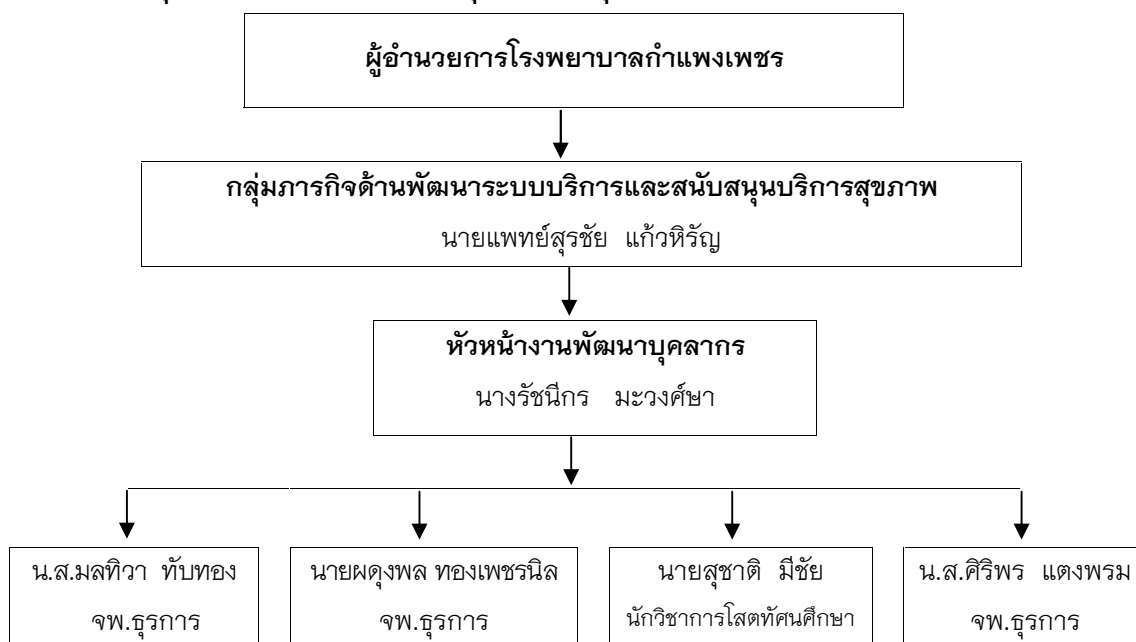 ผู้อำนวยการโรงพยาบาลกำแพงเพชร
กลุ่มภารกิจด้านพัฒนาระบบบริการและสนับสนุนบริการสุขภาพ
นายแพทย์สุรชัย แก้วหิรัญ
หัวหน้างานพัฒนาบุคลากร
นางรัชนีกร มะวงศ์ษา
น.ส.มลทิวา ทับทอง
จพ.ธุรการ
นายผดุงพล ทองเพชรนิล
จพ.ธุรการ
นายสุชาติ มีชัย
นักวิชาการโสตทัศนศึกษา
น.ส.ศิริพร แตงพรม
จพ.ธุรการ